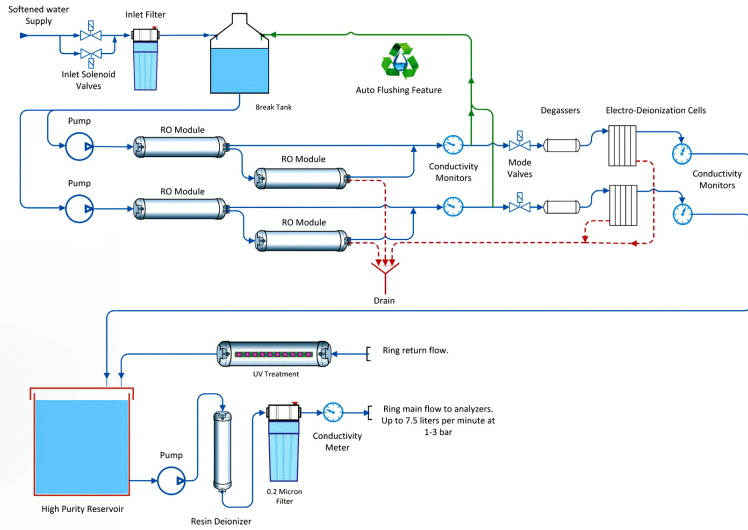 Softened water
Supply
Inlet Filter
Inlet Solenoid
Valves
Break Tank
Auto Flushing Feature
Pump
RO Module
RO Module
Conductivity
Monitors
Mode
Valves
Degassers
Electro-Deionization Cells
Conductivity
Monitors
Pump
RO Module
RO Module
Drain
Ring return flow.
UV Treatment
Ring main flow to analyzers.
Up to 7.5 liters per minute at
1-3 bar
Conductivity
Meter
Pump
0.2 Micron
Filter
High Purity Reservoir
Resin Deionizer